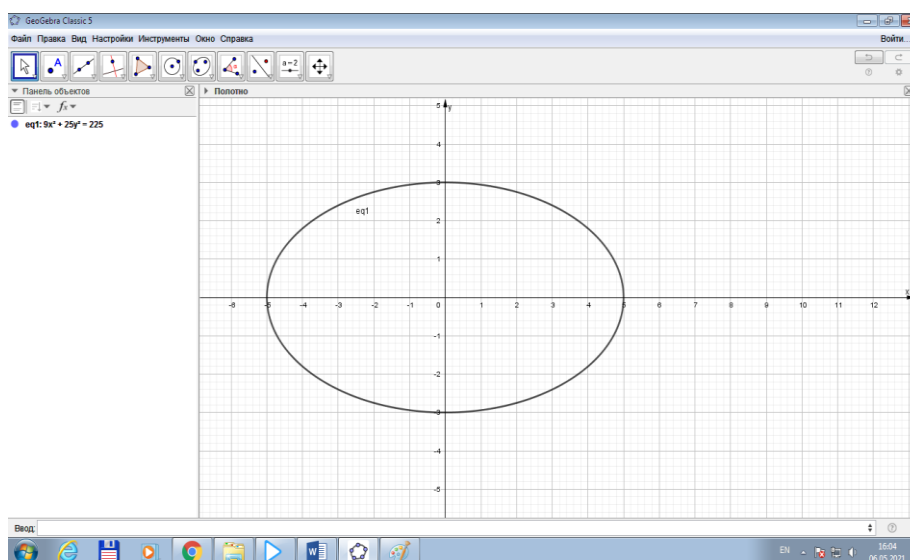 GeoGebra Classic 5
Файл Правка Вид Настройки Инструменты Окно Справка
Войти...
a=2
Панель объектов
Полотно
eq1: 9x² + 25y² = 225
eq1
y
x
5
4
3
2
1
0
-1
-2
-3
-4
-5
-6 -5 -4 -3 -2 -1 0 1 2 3 4 5 6 7 8 9 10 11 12
Ввод:
EN
16:04
06.05.2021